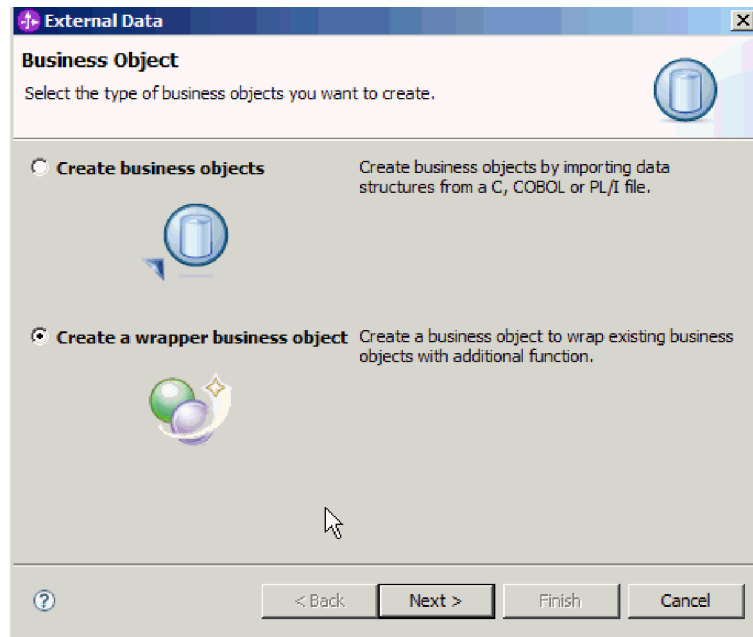 External Data
Business Object
Select the type of business objects you want to create.
Create business objects
Create business objects by importing data
structures from a C, COBOL or PL/I file.
Create a wrapper business object
Create a business object to wrap existing business
objects with additional function.
?
< Back
Next >
Finish
Cancel